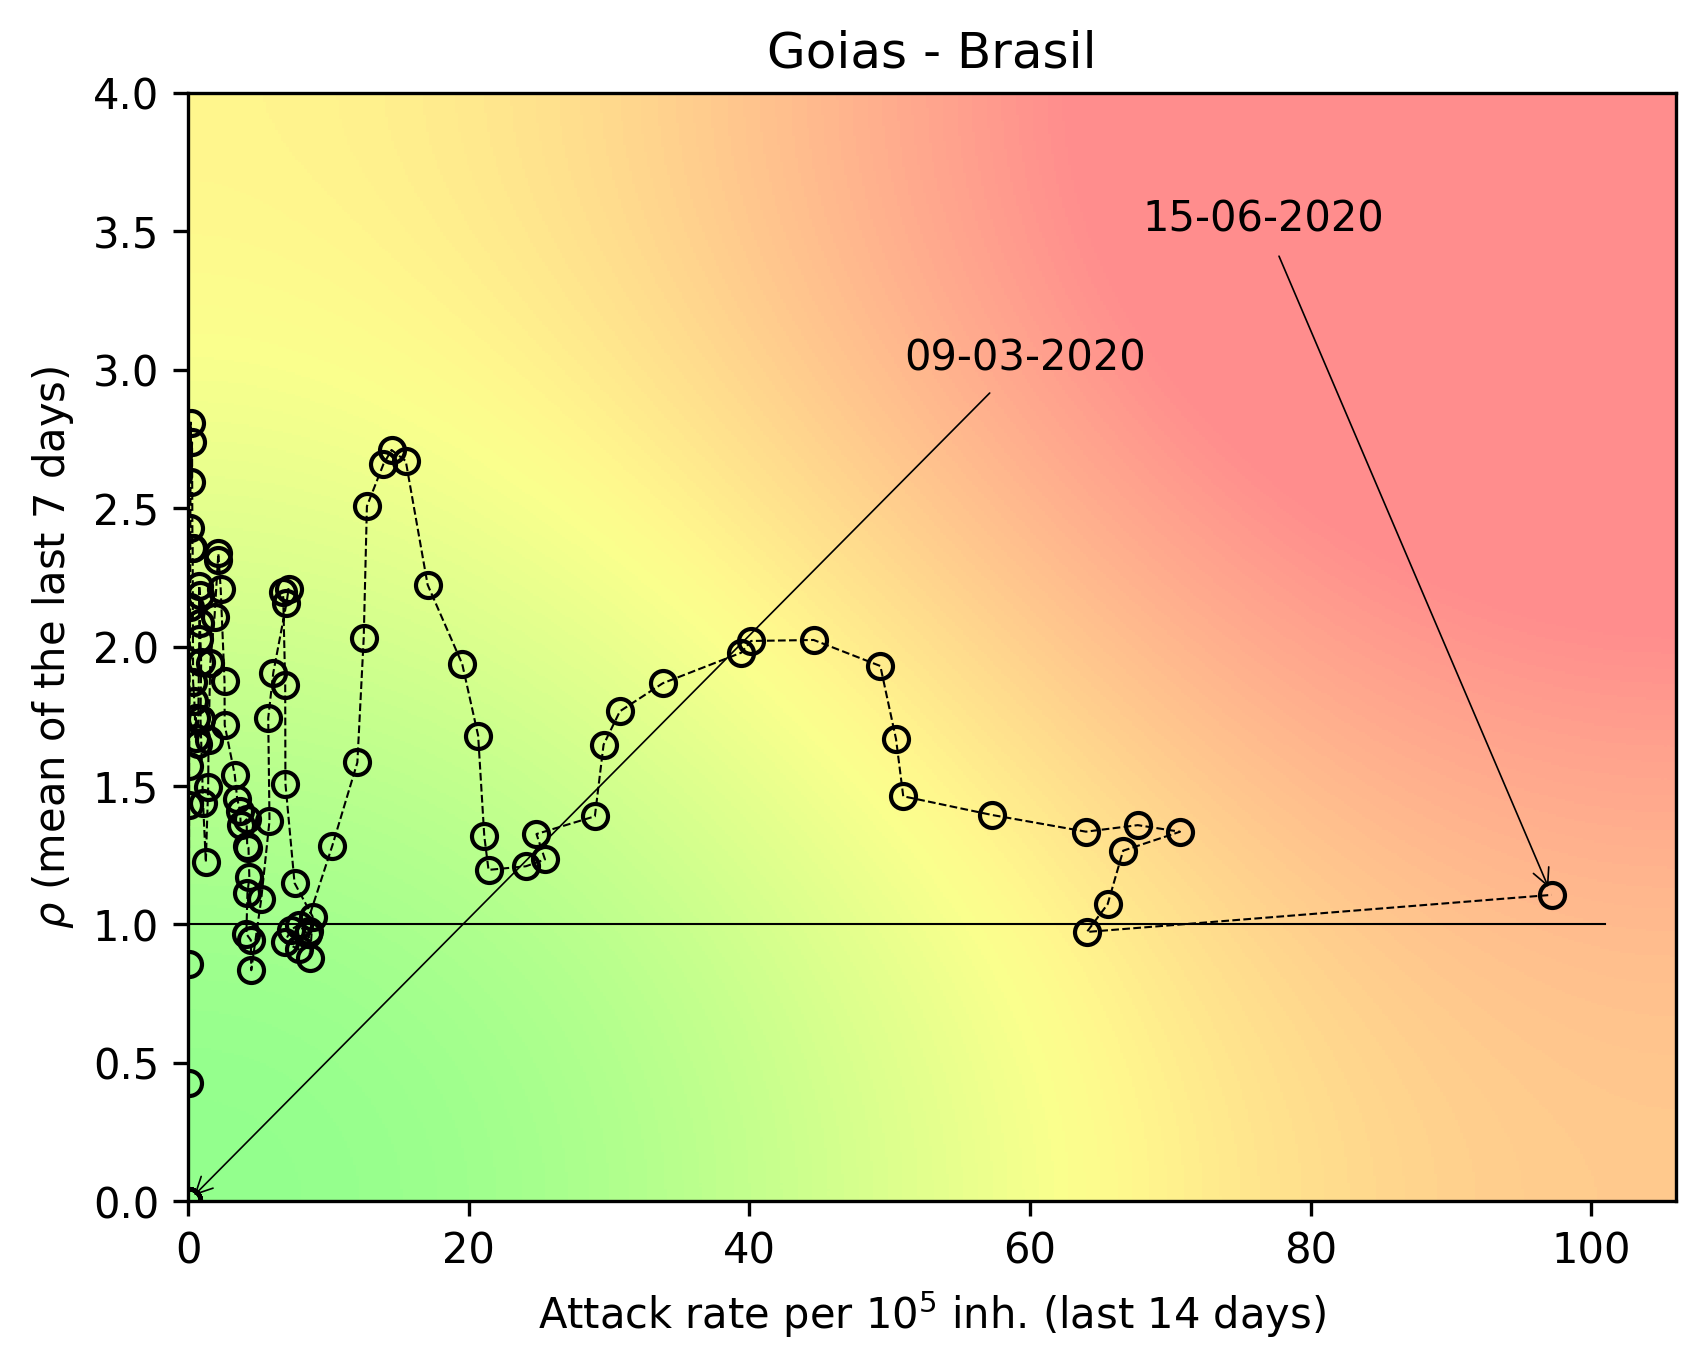 Goias - Brasil
4.0
3.5
3.0
2.5
2.0
1.5
1.0
0.5
0.0
ρ (mean of the last 7 days)
15-06-2020
09-03-2020
0 20 40 60 80 100
Attack rate per 10⁵ inh. (last 14 days)